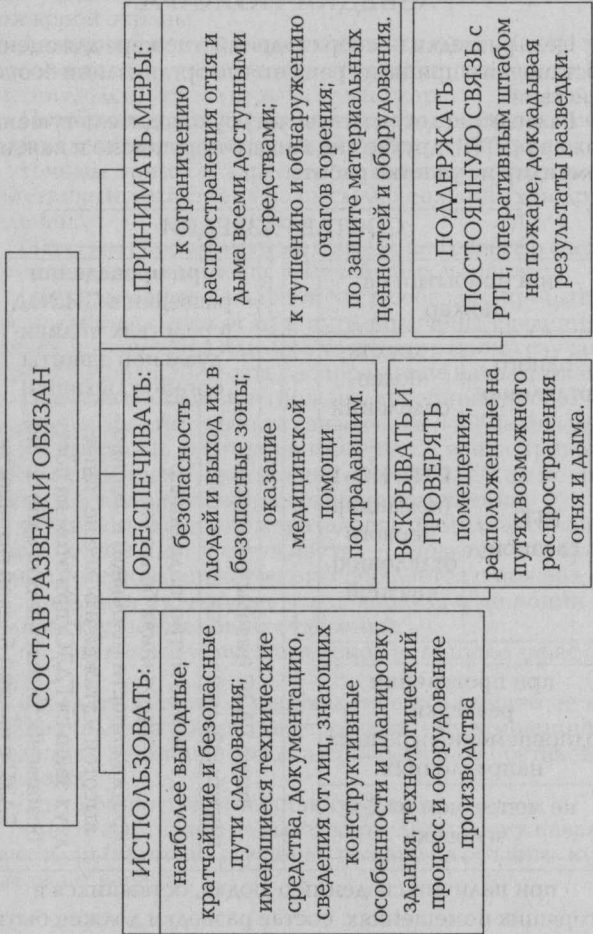 СОСТАВ РАЗВЕДКИ ОБЯЗАН
ИСПОЛЬЗОВАТЬ:
наиболее выгодные,
кратчайшие и безопасные
пути следования;
имеющиеся технические
средства, документацию,
сведения от лиц, знающих
конструктивные
особенности и планировку
здания, технологический
процесс и оборудование
производства
ОБЕСПЕЧИВАТЬ:
безопасность
людей и выход их в
безопасные зоны;
оказание
медицинской
помощи
пострадавшим.
ПРИНИМАТЬ МЕРЫ:
по ограничению
распространения огня и
дыма всеми доступными
средствами;
к тушению и обнаружению
очагов горения;
по защите материальных
ценностей и оборудования.
ВСКРЫВАТЬ И
ПРОВЕРЯТЬ
помещения,
расположенные на
путях возможного
распространения
огня и дыма.
ПОДДЕРЖАТЬ
ПОСТОЯННУЮ СВЯЗЬ с
РТП и оперативным штабом
на пожаре, докладывать
результаты разведки.